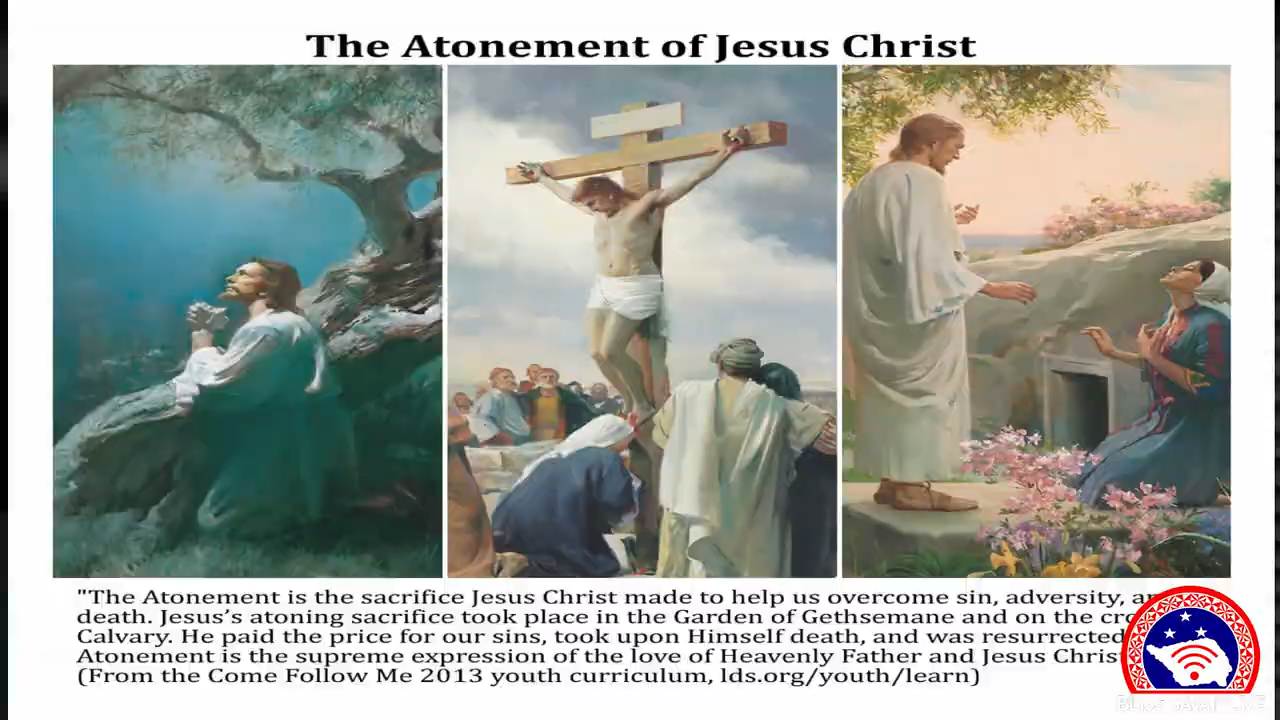 The Atonement of Jesus Christ
"The Atonement is the sacrifice Jesus Christ made to help us overcome sin, adversity,
death. Jesus’s atoning sacrifice took place in the Garden of Gethsemane and on the
Calvary. He paid the price for our sins, took upon Himself death, and was resurrected
Atonement is the supreme expression of the love of Heavenly Father and Jesus
(From the Come Follow Me 2013 youth curriculum, lds.org/youth/learn)